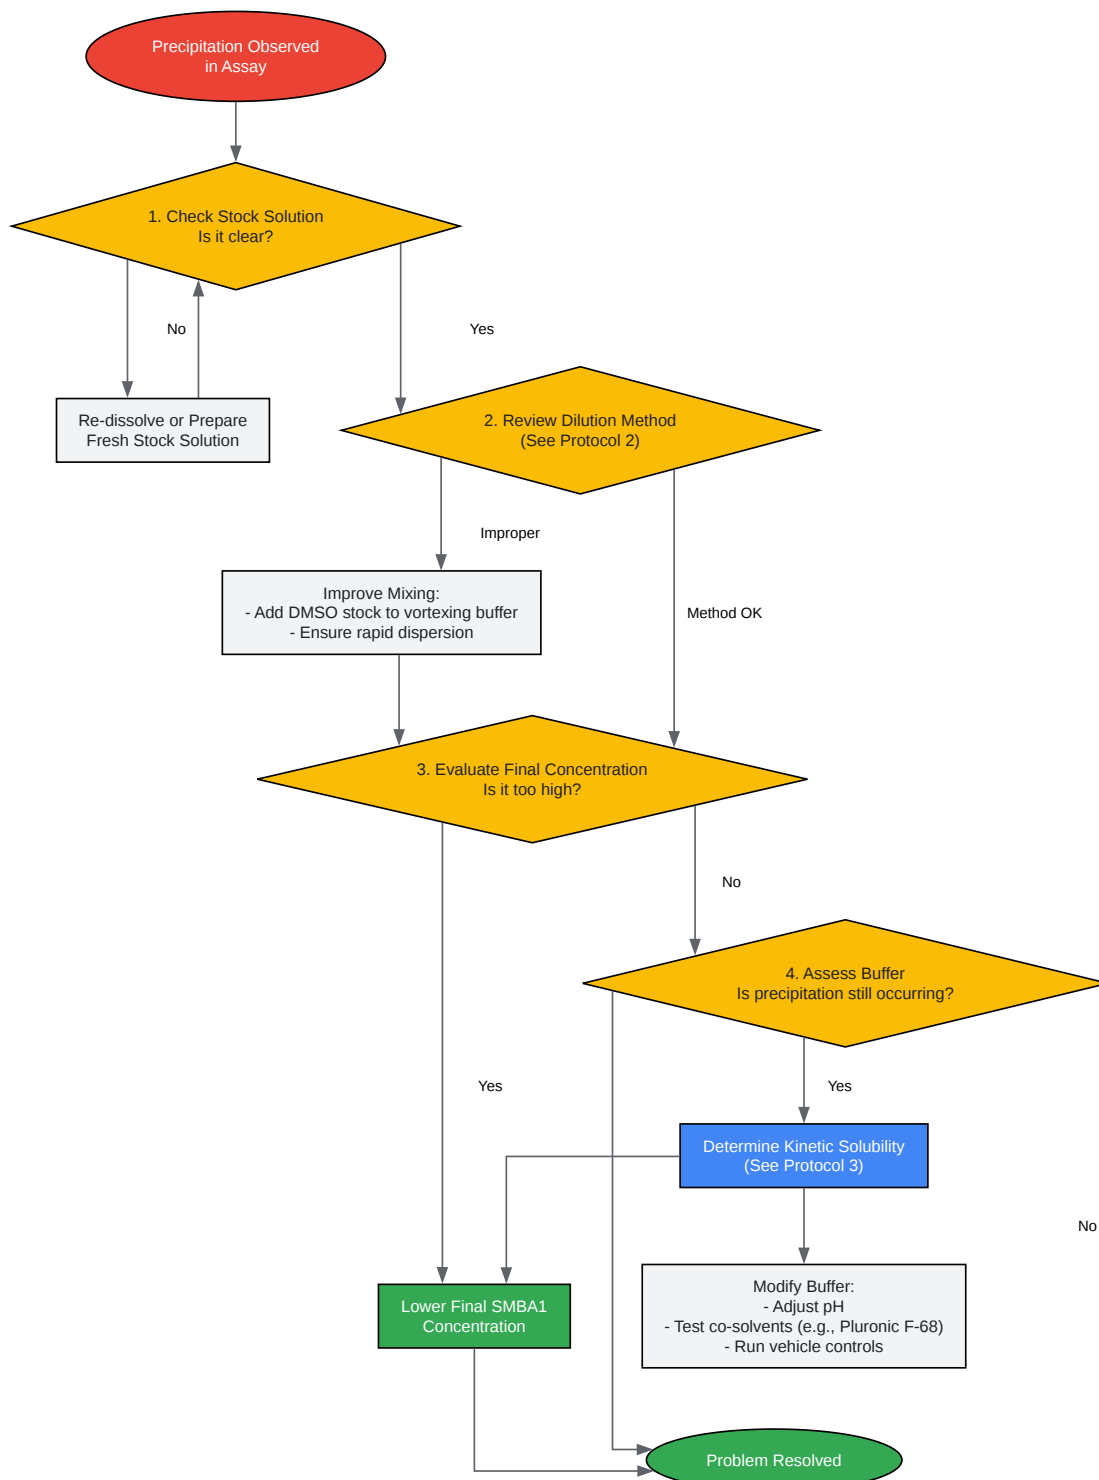 Precipitation Observed
in Assay
1. Check Stock Solution
Is it clear?
No
Yes
Re-dissolve or Prepare
Fresh Stock Solution
2. Review Dilution Method
(See Protocol 2)
Improper
Improve Mixing:
- Add DMSO stock to vortexing buffer
- Ensure rapid dispersion
Method OK
3. Evaluate Final Concentration
Is it too high?
No
4. Assess Buffer
Is precipitation still occurring?
Yes
Yes
Determine Kinetic Solubility
(See Protocol 3)
No
Modify Buffer:
- Adjust pH
- Test co-solvents (e.g., Pluronic F-68)
- Run vehicle controls
Lower Final SMBA1
Concentration
Problem Resolved